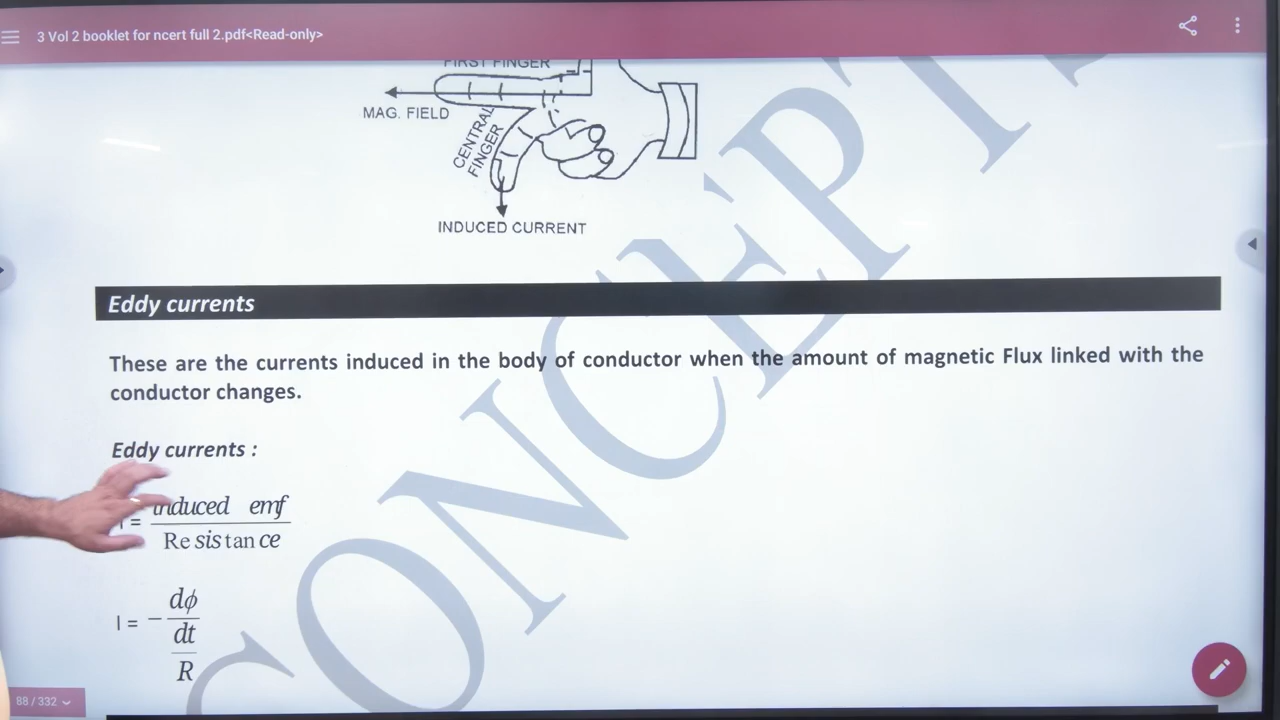 3 Vol 2 booklet for ncert full 2.pdf<Read-only>
FIRST FINGER
MAG. FIELD
CENTRAL
FINGER
INDUCED CURRENT
Eddy currents
These are the currents induced in the body of conductor when the amount of magnetic Flux linked with the
conductor changes.
Eddy currents :
I = induced emf
Resistance
I = − dϕ
dt
R
CONCEPT
88 / 332